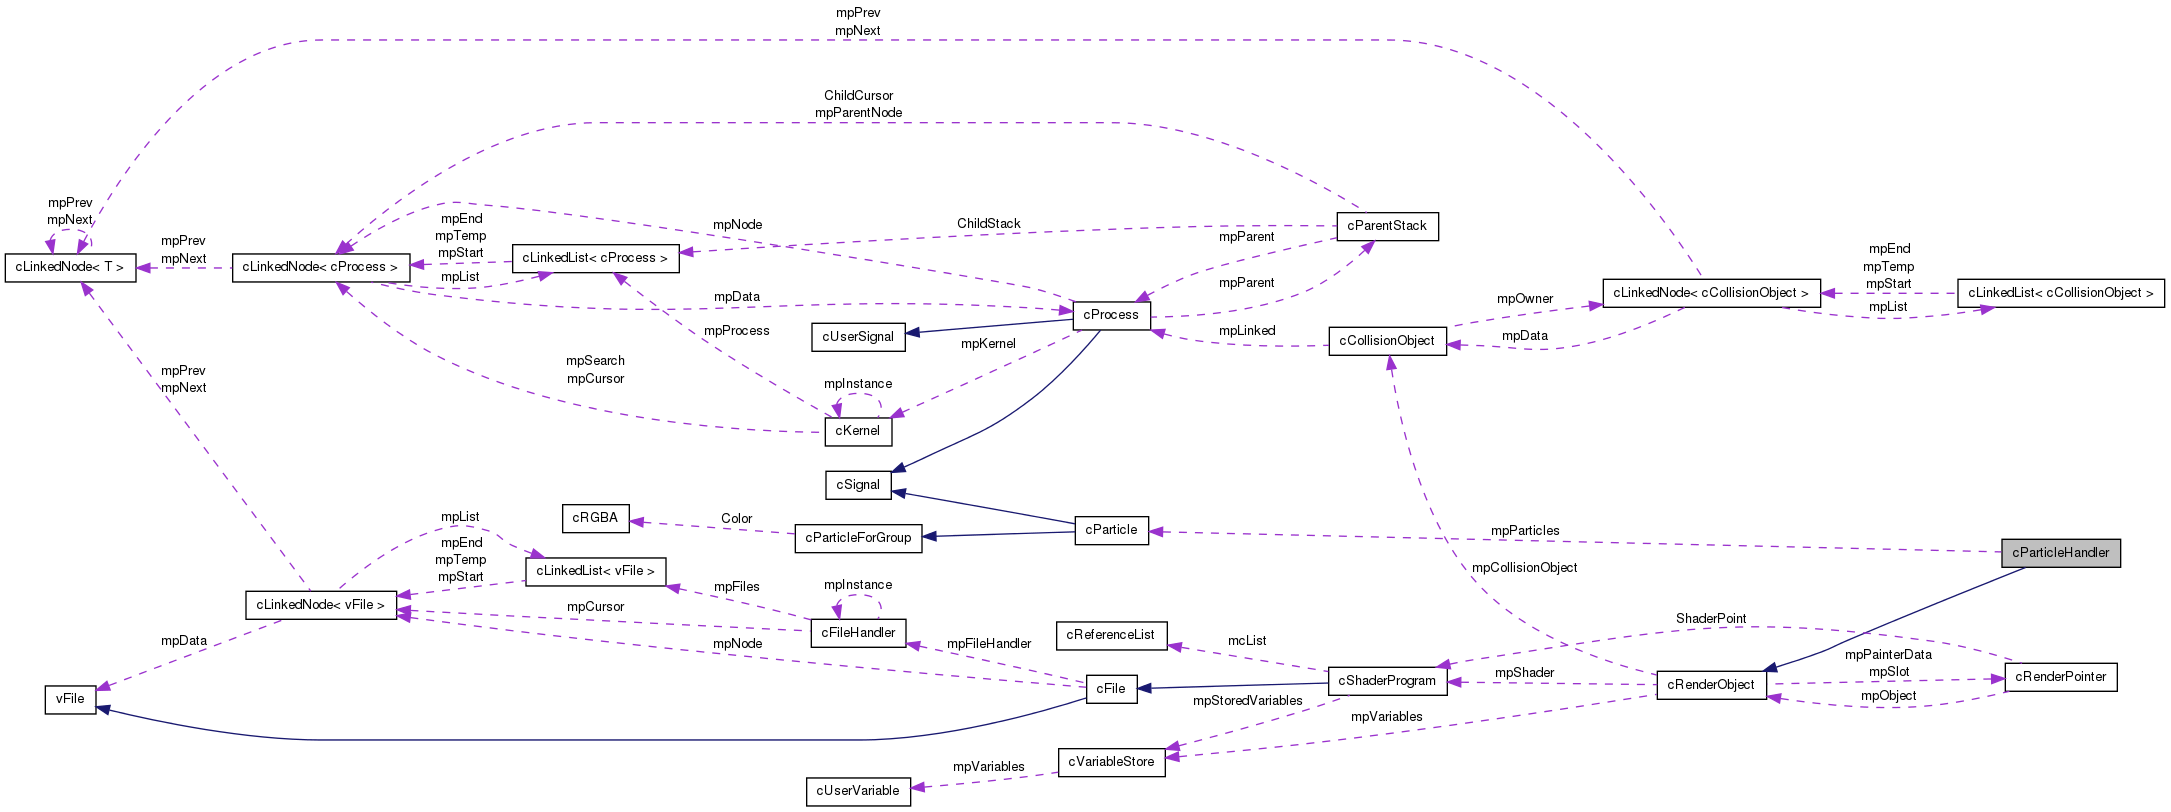 mpPrev
mpNext
ChildCursor
mpParentNode
mpPrev
mpNext
cLinkedNode< T >
mpPrev
mpNext
cLinkedNode< cProcess >
mpEnd
mpTemp
mpStart
mpList
cLinkedList< cProcess >
mpNode
ChildStack
mpData
mpProcess
mpSearch
mpCursor
cUserSignal
mpInstance
cKernel
mpKernel
cProcess
mpParent
mpParent
mpLinked
cParentStack
cCollisionObject
mpOwner
mpData
cLinkedNode< cCollisionObject >
mpEnd
mpTemp
mpStart
mpList
cLinkedList< cCollisionObject >
mpPrev
mpNext
cSignal
cRGBA
Color
cParticleForGroup
cParticle
mpParticles
cParticleHandler
mpCollisionObject
mpList
mpEnd
mpTemp
mpStart
cLinkedList< vFile >
cLinkedNode< vFile >
mpFiles
mpInstance
mpCursor
cFileHandler
mpNode
mpFileHandler
mpData
vFile
cFile
cReferenceList
mcList
ShaderPoint
cShaderProgram
mpShader
cRenderObject
mpPainterData
mpSlot
mpObject
cRenderPointer
mpStoredVariables
mpVariables
cVariableStore
mpVariables
cUserVariable